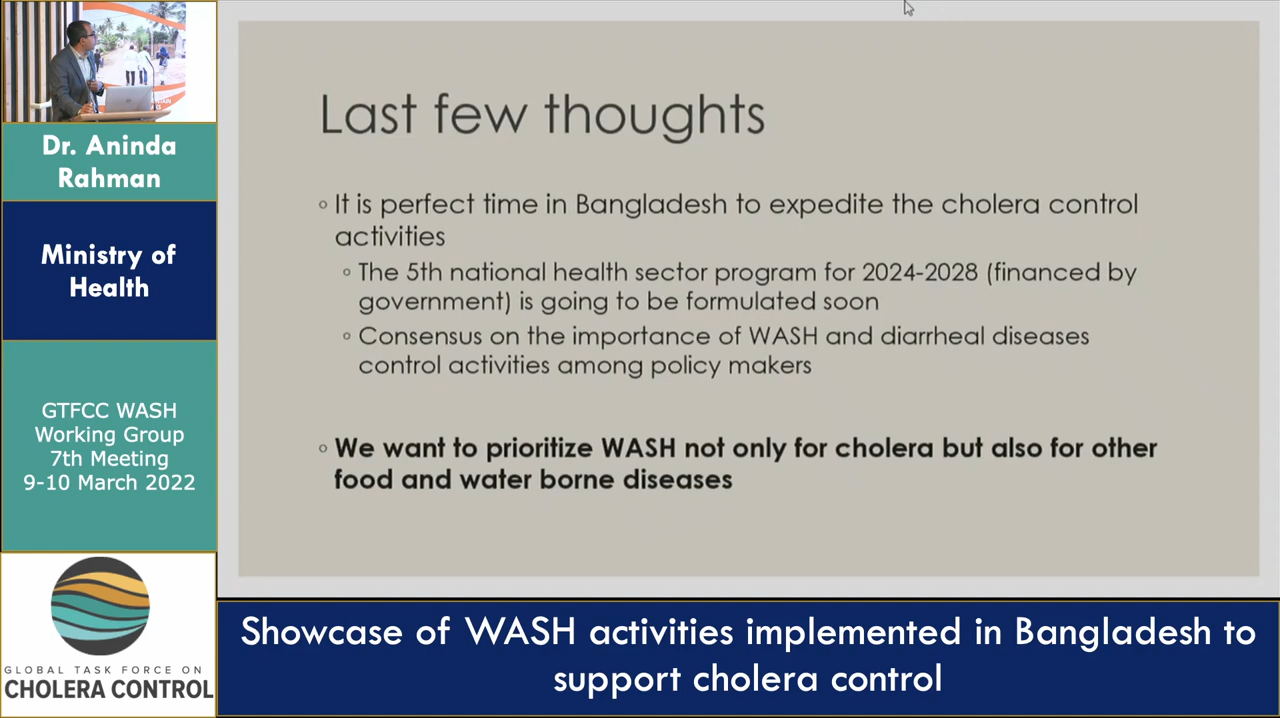 Dr. Aninda
Rahman
Ministry of
Health
GTFCC WASH
Working Group
7th Meeting
9-10 March 2022
GLOBAL TASK FORCE ON
CHOLERA CONTROL
Last few thoughts
◦ It is perfect time in Bangladesh to expedite the cholera control
activities
◦ The 5th national health sector program for 2024-2028 (financed by
government) is going to be formulated soon
◦ Consensus on the importance of WASH and diarrheal diseases
control activities among policy makers
◦ We want to prioritize WASH not only for cholera but also for other
food and water borne diseases
Showcase of WASH activities implemented in Bangladesh to
support cholera control